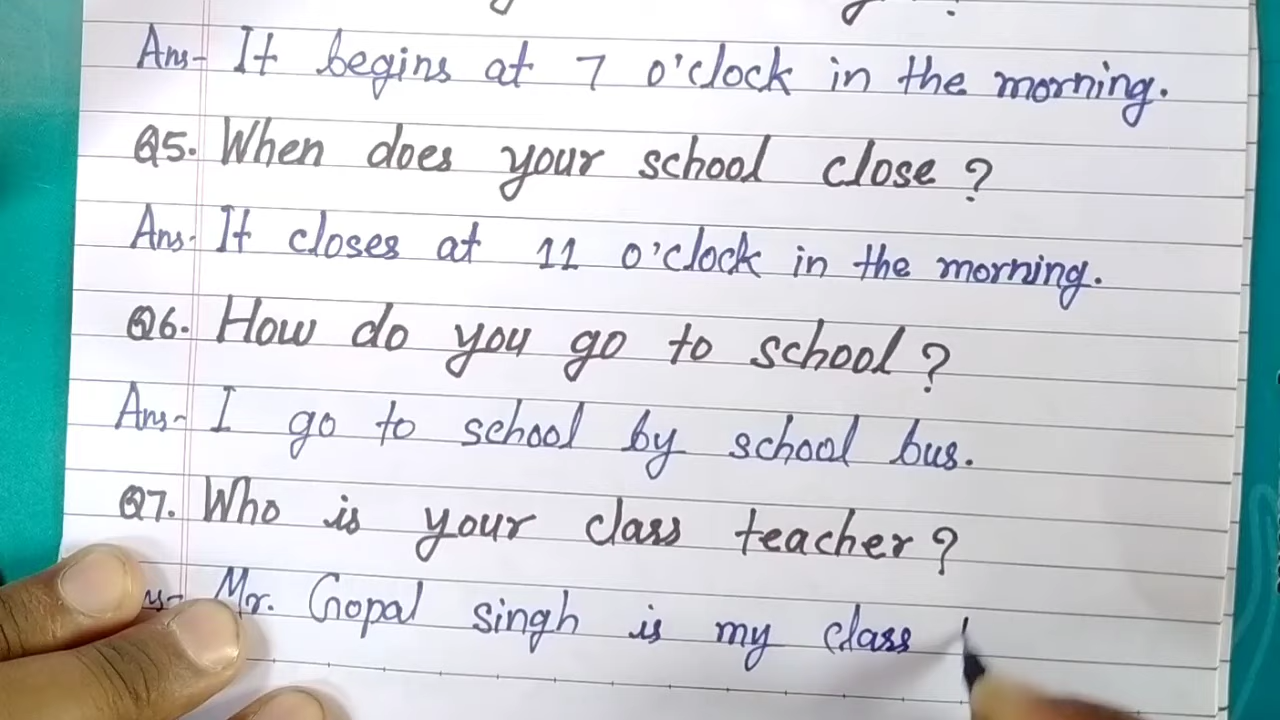 Ans- It begins at 7 o'clock in the morning.
Q5. When does your school close?
Ans- It closes at 11 o'clock in the morning.
Q6. How do you go to school?
Ans- I go to school by school bus.
Q7. Who is your class teacher?
Mr. Gopal singh is my class